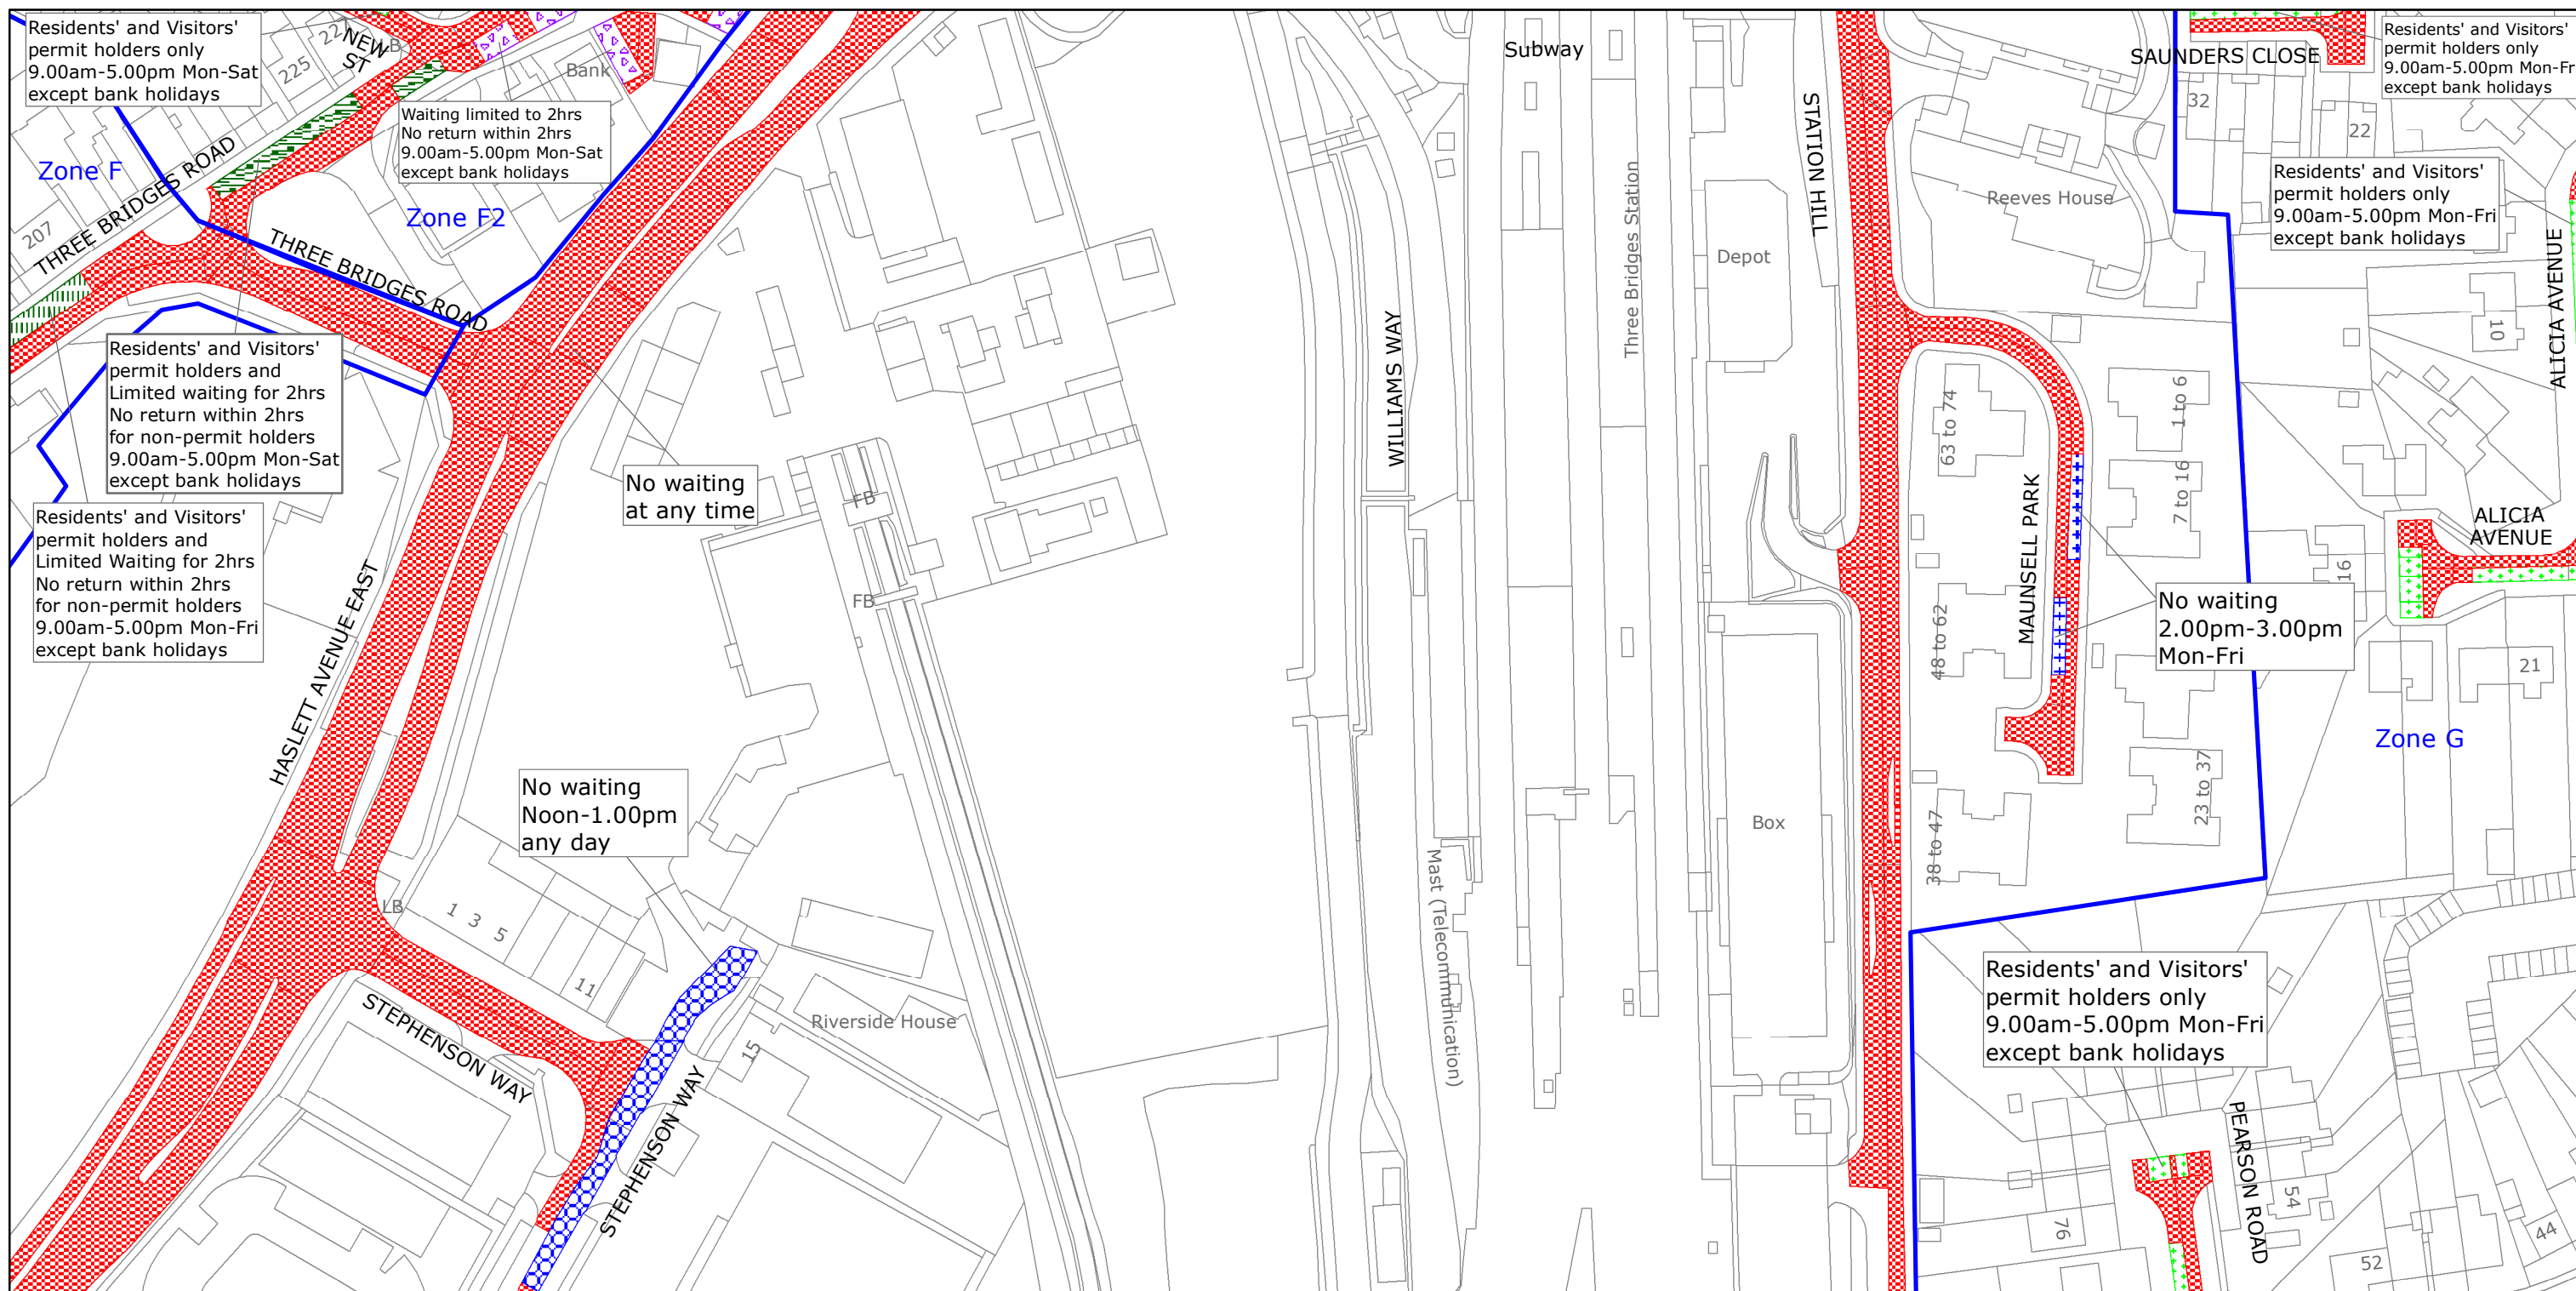 Residents' and Visitors'
permit holders only
9.00am-5.00pm Mon-Sat
except bank holidays
225
NEW
ST
LB
Bank
Waiting limited to 2hrs
No return within 2hrs
9.00am-5.00pm Mon-Sat
except bank holidays
Zone F
THREE BRIDGES ROAD
207
Zone F2
THREE BRIDGES ROAD
Residents' and Visitors'
permit holders and
Limited waiting for 2hrs
No return within 2hrs
for non-permit holders
9.00am-5.00pm Mon-Sat
except bank holidays
Residents' and Visitors'
permit holders and
Limited Waiting for 2hrs
No return within 2hrs
for non-permit holders
9.00am-5.00pm Mon-Fri
except bank holidays
No waiting
at any time
HASLETT AVENUE EAST
FB
FB
No waiting
Noon-1.00pm
any day
LB
1 3 5
11
STEPHENSON WAY
15
Riverside House
STEPHENSON WAY
Subway
WILLIAMS WAY
Three Bridges Station
Mast (Telecommunication)
STATION HILL
Depot
Box
Reeves House
SAUNDERS CLOSE
32
22
Residents' and Visitors'
permit holders only
9.00am-5.00pm Mon-Fr
except bank holidays
Residents' and Visitors'
permit holders only
9.00am-5.00pm Mon-Fri
except bank holidays
ALICIA AVENUE
10
63 to 74
1 to 6
7 to 16
MAUNSELL PARK
48 to 62
No waiting
2.00pm-3.00pm
Mon-Fri
16
ALICIA
AVENUE
21
Zone G
23 to 37
38 to 47
Residents' and Visitors'
permit holders only
9.00am-5.00pm Mon-Fri
except bank holidays
PEARSON ROAD
76
54
52
44